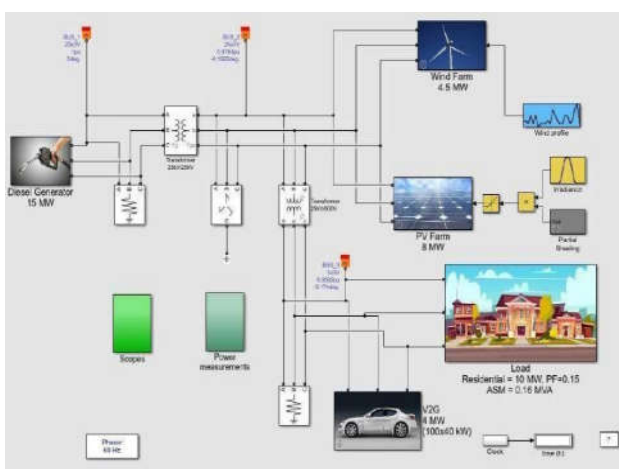 Wind Farm
4.5 MW
Wind profile
Diesel Generator
15 MW
Transformer
Transformer
Irradiance
PV Farm
8 MW
Partial
Shading
Scopes
Power
measurements
Load
Residential = 10 MW, PF=0.15
ASM = 0.16 MVA
V2G
4 MW
(100x40 kW)
Phasor
60 Hz
Clock
?